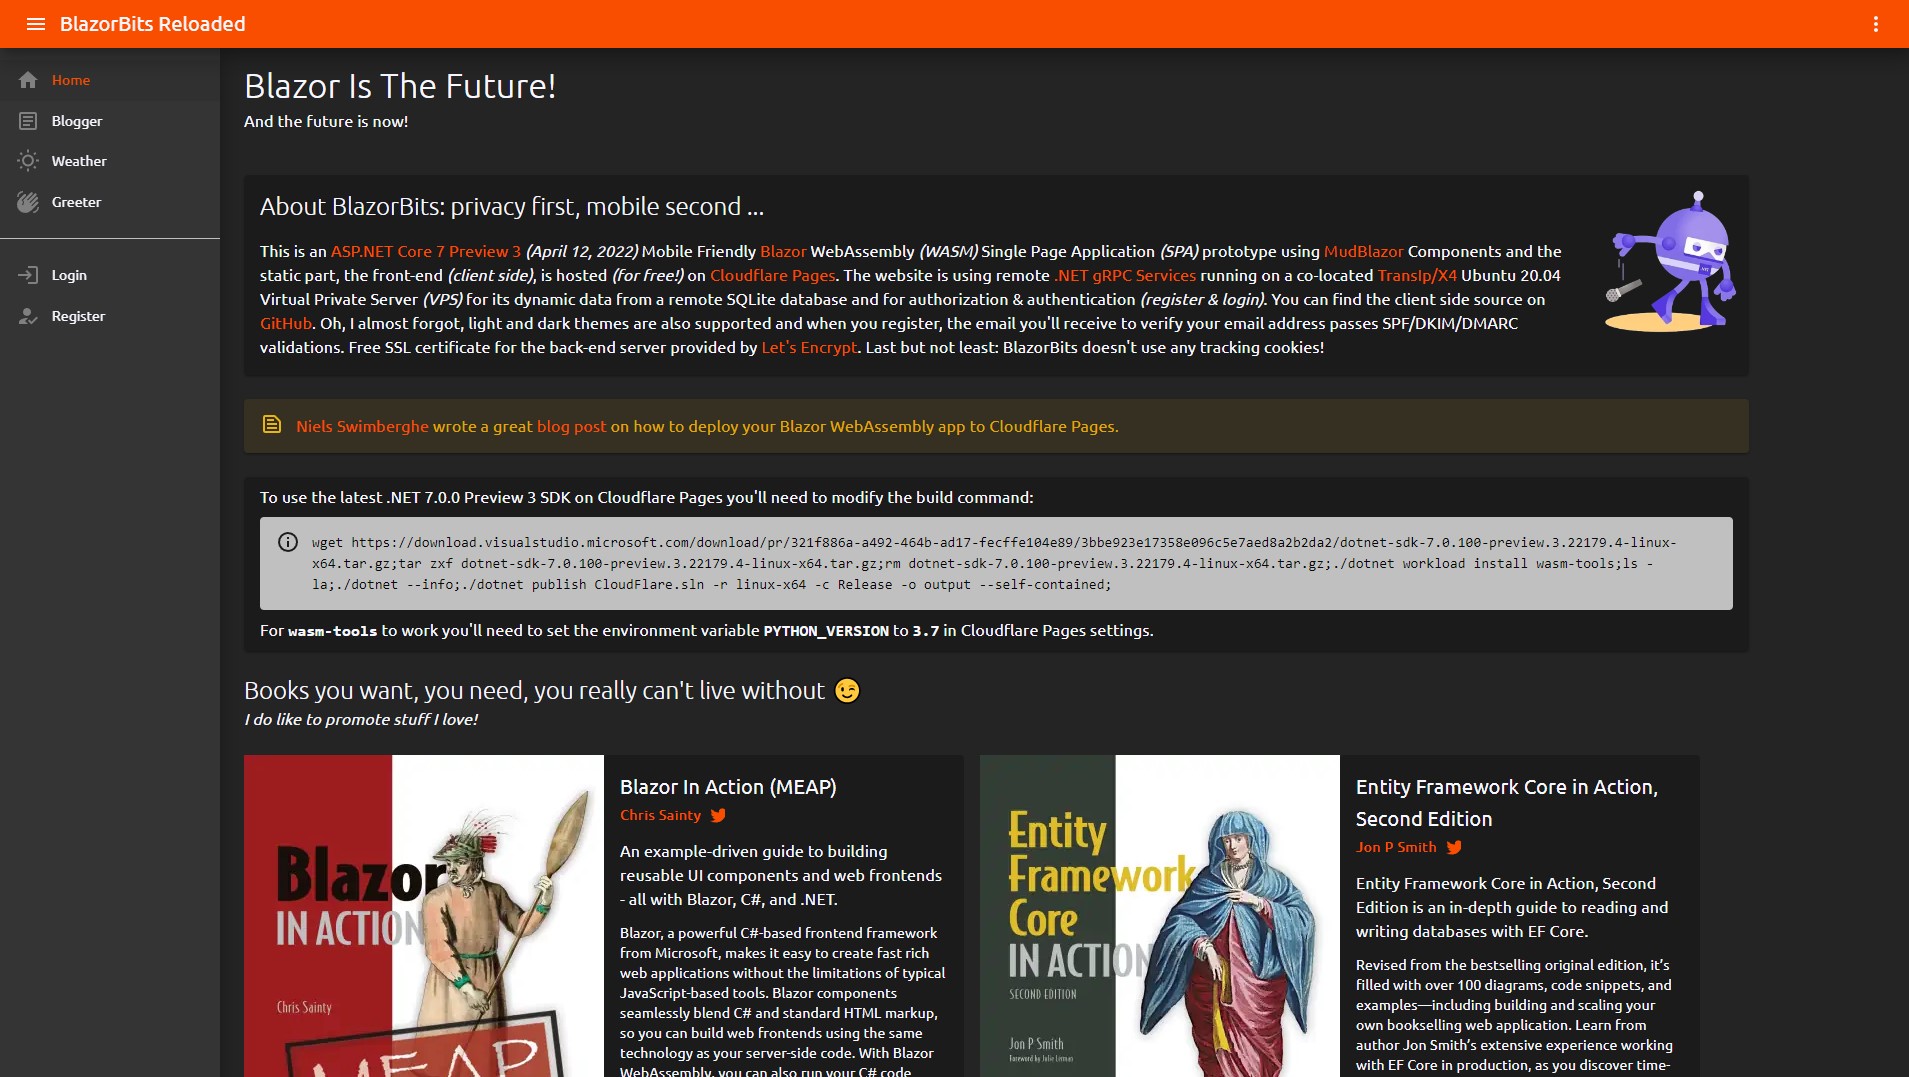 BlazorBits Reloaded
Home
Blogger
Weather
Greeter
Login
Register
Blazor Is The Future!
And the future is now!
About BlazorBits: privacy first, mobile second ...
This is an ASP.NET Core 7 Preview 3 (April 12, 2022) Mobile Friendly Blazor WebAssembly (WASM) Single Page Application (SPA) prototype using MudBlazor Components and the
static part, the front-end (client side), is hosted (for free!) on Cloudflare Pages. The website is using remote .NET gRPC Services running on a co-located TransIp/X4 Ubuntu 20.04
Virtual Private Server (VPS) for its dynamic data from a remote SQLite database and for authorization & authentication (register & login). You can find the client side source on
GitHub. Oh, I almost forgot, light and dark themes are also supported and when you register, the email you'll receive to verify your email address passes SPF/DKIM/DMARC
validations. Free SSL certificate for the back-end server provided by Let's Encrypt. Last but not least: BlazorBits doesn't use any tracking cookies!
Niels Swimberghe wrote a great blog post on how to deploy your Blazor WebAssembly app to Cloudflare Pages.
To use the latest .NET 7.0.0 Preview 3 SDK on Cloudflare Pages you'll need to modify the build command:
wget https://download.visualstudio.microsoft.com/download/pr/321f886a-a492-464b-ad17-fecffe104e89/3bbe923e17358e096c5e7aed8a2b2da2/dotnet-sdk-7.0.100-preview.3.22179.4-linux-
x64.tar.gz;tar zxf dotnet-sdk-7.0.100-preview.3.22179.4-linux-x64.tar.gz;rm dotnet-sdk-7.0.100-preview.3.22179.4-linux-x64.tar.gz;./dotnet workload install wasm-tools;ls -
la;./dotnet --info;./dotnet publish CloudFlare.sln -r linux-x64 -c Release -o output --self-contained;
For wasm-tools to work you'll need to set the environment variable PYTHON_VERSION to 3.7 in Cloudflare Pages settings.
Books you want, you need, you really can't live without 😉
I do like to promote stuff I love!
Blazor
IN ACTION
Chris Sainty
MEAP
Blazor In Action (MEAP)
Chris Sainty
An example-driven guide to building
reusable UI components and web frontends
- all with Blazor, C#, and .NET.
Blazor, a powerful C#-based frontend framework
from Microsoft, makes it easy to create fast rich
web applications without the limitations of typical
JavaScript-based tools. Blazor components
seamlessly blend C# and standard HTML markup,
so you can build web frontends using the same
technology as your server-side code. With Blazor
WebAssembly, you can also run your C# code
Entity
Framework
Core
IN ACTION
SECOND EDITION
Jon P Smith
Foreword by Julie Lerman
Entity Framework Core in Action,
Second Edition
Jon P Smith
Entity Framework Core in Action, Second
Edition is an in-depth guide to reading and
writing databases with EF Core.
Revised from the bestselling original edition, it’s
filled with over 100 diagrams, code snippets, and
examples—including building and scaling your
own bookselling web application. Learn from
author Jon Smith’s extensive experience working
with EF Core in production, as you discover time-